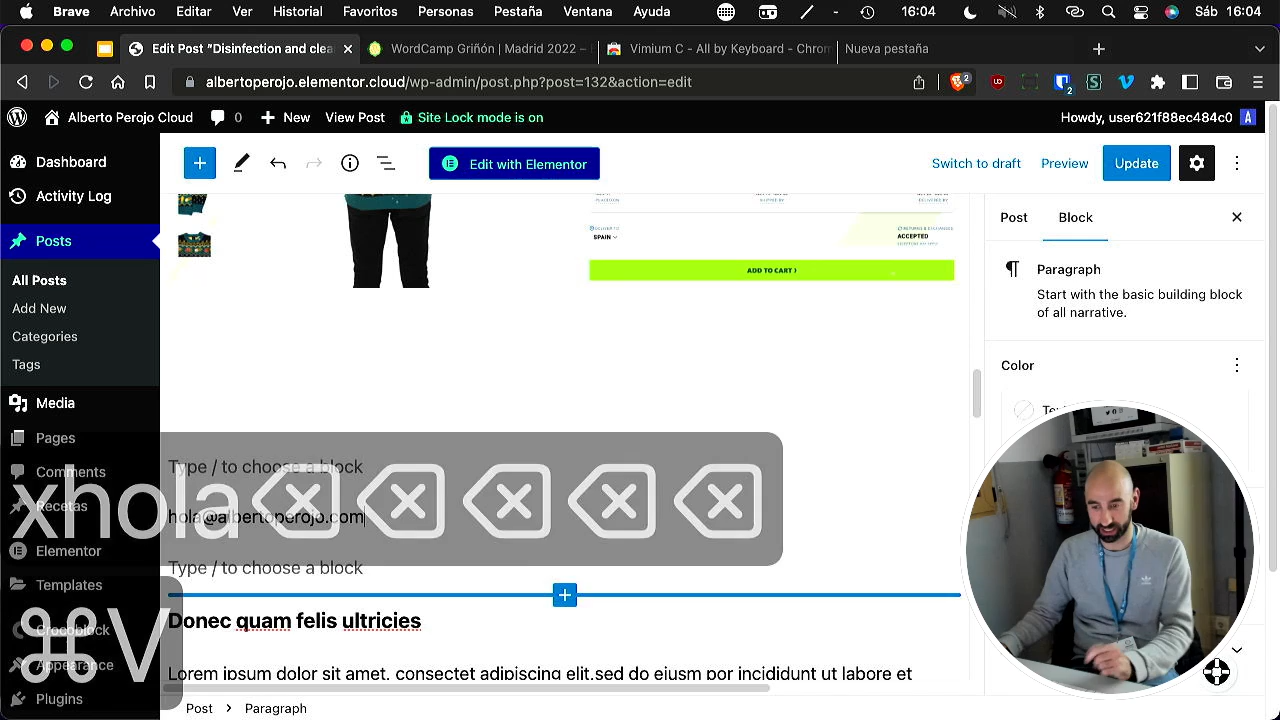 Brave Archivo Editar Ver Historial Favoritos Personas Pestaña Ventana Ayuda 16:04 Sáb 16:04
Edit Post “Disinfection and clea
WordCamp Griñón | Madrid 2022 –
Vimium C - All by Keyboard - Chrom
Nueva pestaña
albertoperojo.elementor.cloud/wp-admin/post.php?post=132&action=edit
2
2
Alberto Perojo Cloud 0 New View Post Site Lock mode is on Howdy, user621f88ec484c0
Dashboard
Activity Log
Posts
All Posts
Add New
Categories
Tags
Media
Pages
Comments
Recetas
Elementor
Templates
Crocoblock
Appearance
Plugins
Edit with Elementor
Switch to draft
Preview
Update
DELIVER TO
SPAIN
RETURNS & EXCHANGES
ACCEPTED
ADD TO CART
Type / to choose a block
hola@albertoperojo.com
Type / to choose a block
Donec quam felis ultricies
Lorem ipsum dolor sit amet, consectet adipiscing elit,sed do eiusm por incididunt ut labore et
xhola
⌘V
Post Block
Paragraph
Start with the basic building block
of all narrative.
Color
Post > Paragraph